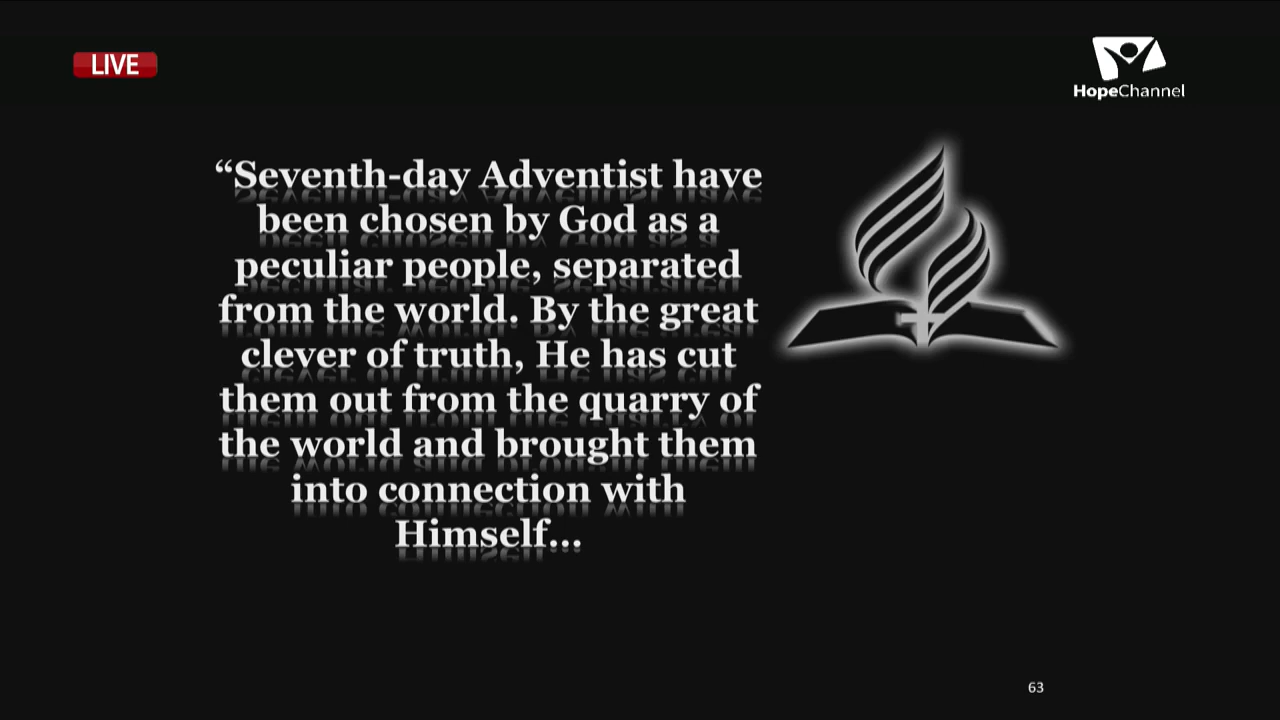 LIVE
HopeChannel
“Seventh-day Adventist have
been chosen by God as a
peculiar people, separated
from the world. By the great
clever of truth, He has cut
them out from the quarry of
the world and brought them
into connection with
Himself...
63